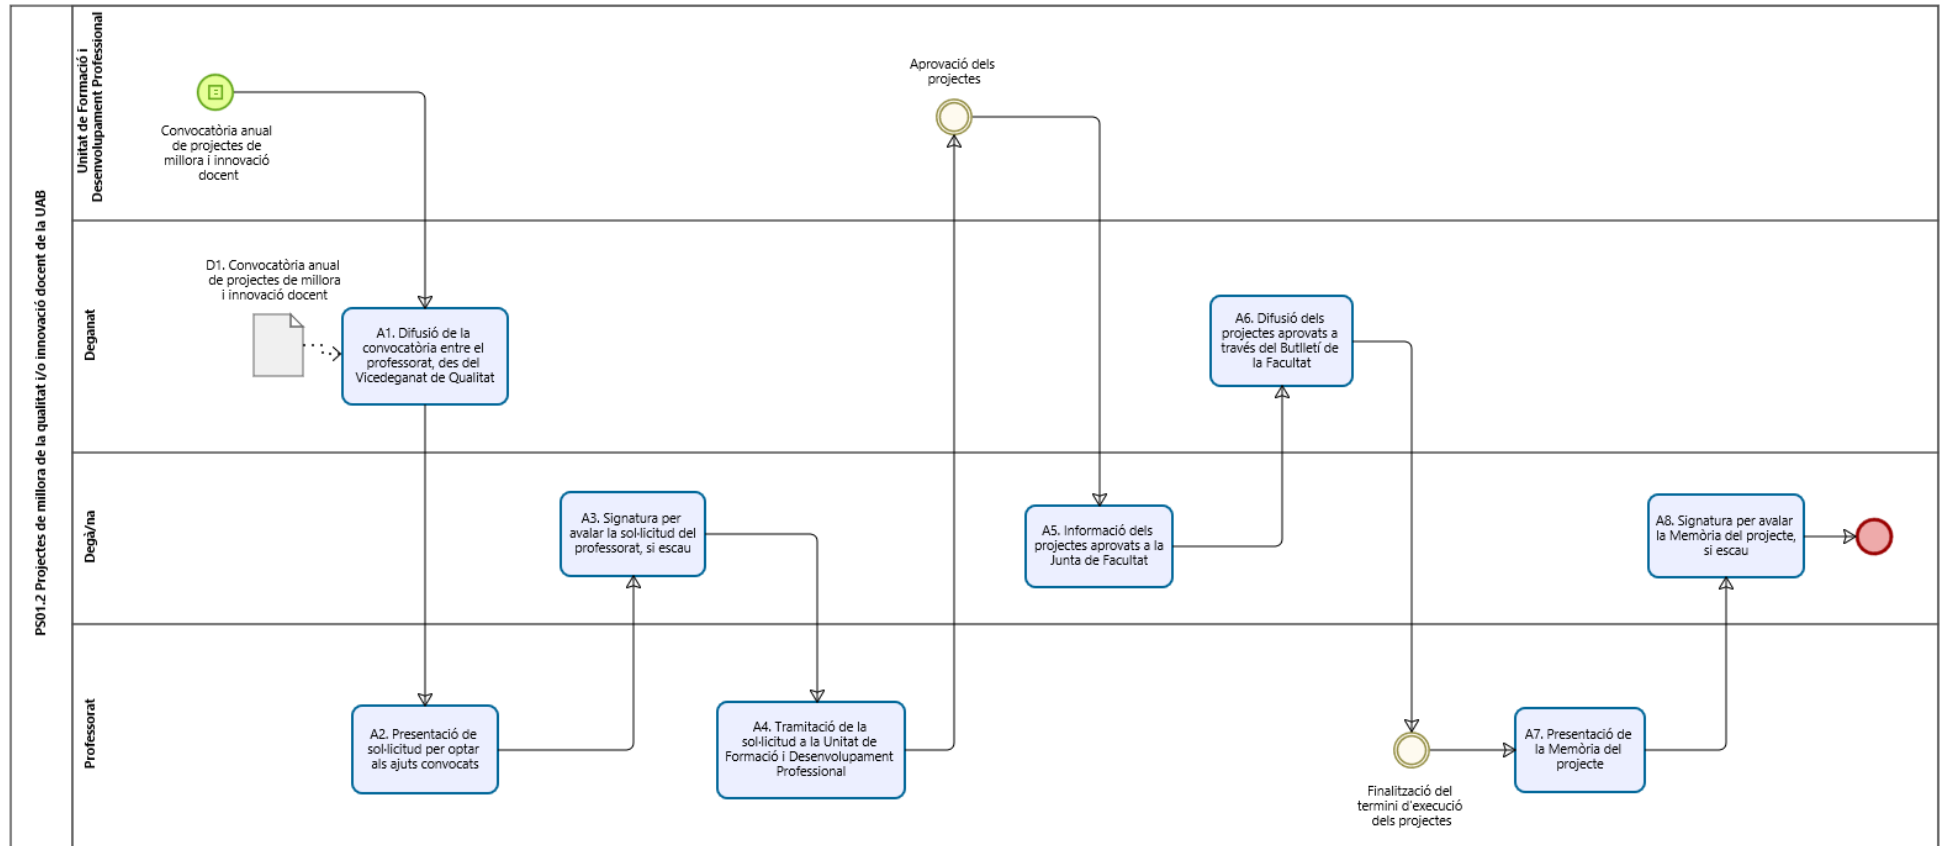 PS01.2 Projectes de millora de la qualitat i/o innovació docent de la UAB
Unitat de Formació i
Desenvolupament Professional
Convocatòria anual
de projectes de
millora i innovació
docent
Aprovació dels
projectes
Deganat
D1. Convocatòria anual
de projectes de millora
i innovació docent
A1. Difusió de la
convocatòria entre el
professorat, des del
Vicedeganat de Qualitat
A6. Difusió dels
projectes aprovats a
través del Butlletí de
la Facultat
Degà/na
A3. Signatura per
avalar la sol·licitud del
professorat, si escau
A5. Informació dels
projectes aprovats a la
Junta de Facultat
A8. Signatura per avalar
la Memòria del projecte,
si escau
Professorat
A2. Presentació de
sol·licitud per optar
als ajuts convocats
A4. Tramitació de la
sol·licitud a la Unitat de
Formació i Desenvolupament
Professional
Finalització del
termini d'execució
dels projectes
A7. Presentació de
la Memòria del
projecte